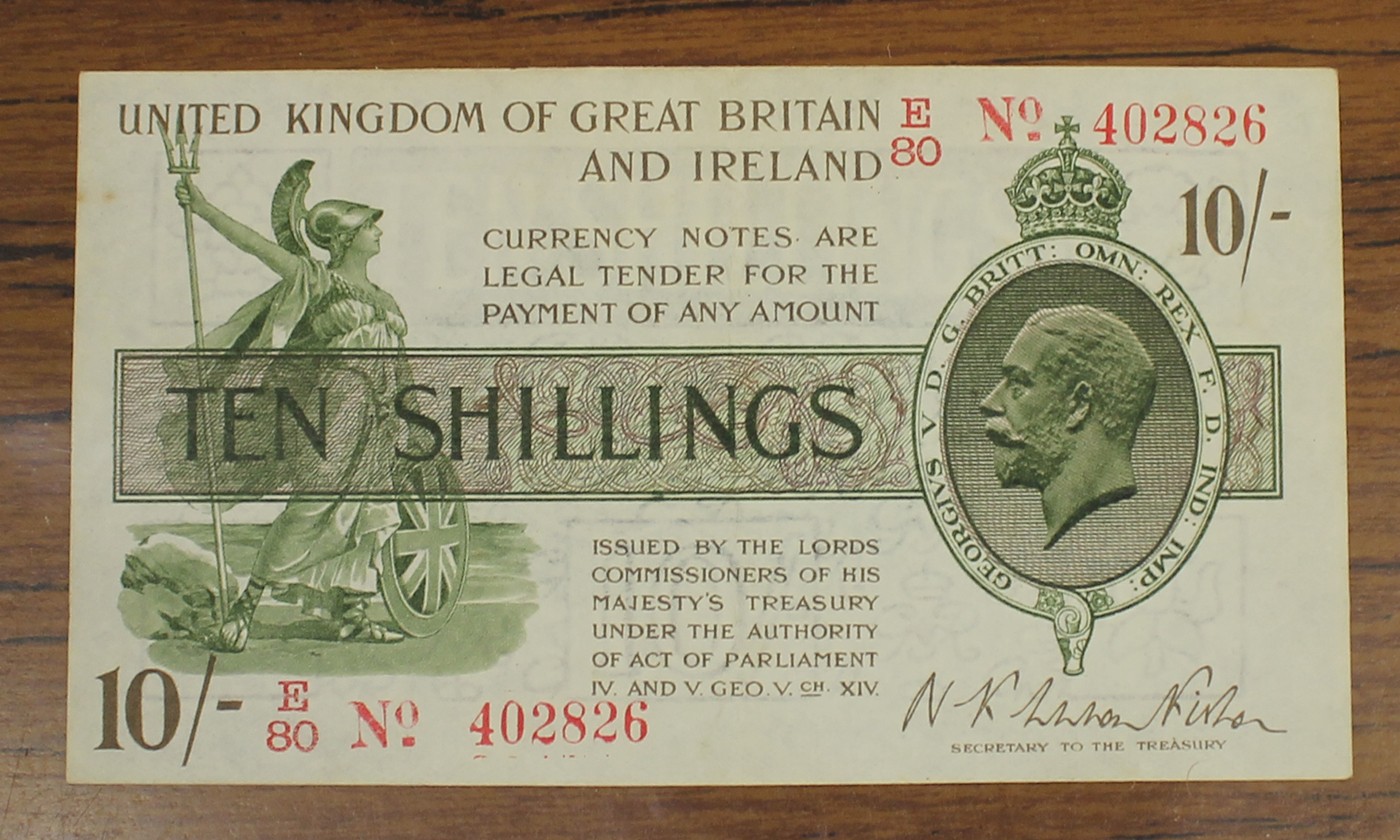 UNITED KINGDOM OF GREAT BRITAIN
AND IRELAND
E
80
Nº 402826
10/-
CURRENCY NOTES ARE
LEGAL TENDER FOR THE
PAYMENT OF ANY AMOUNT
TEN SHILLINGS
GEORGIVS V D. G. BRITT: OMN: REX F. D. IND: IMP:
ISSUED BY THE LORDS
COMMISSIONERS OF HIS
MAJESTY'S TREASURY
UNDER THE AUTHORITY
OF ACT OF PARLIAMENT
IV. AND V. GEO. V. CH. XIV.
10/-
E
80
Nº 402826
SECRETARY TO THE TREASURY